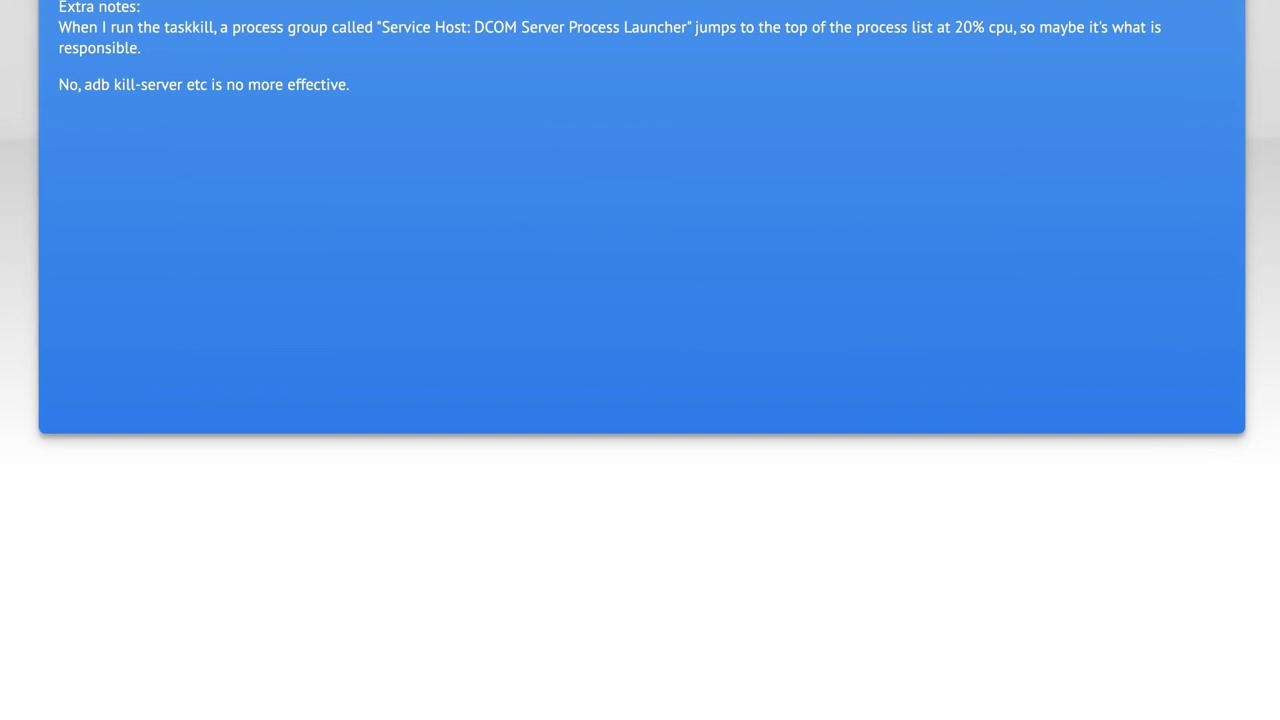 Extra notes:
When I run the taskkill, a process group called "Service Host: DCOM Server Process Launcher" jumps to the top of the process list at 20% cpu, so maybe it's what is
responsible.
No, adb kill-server etc is no more effective.